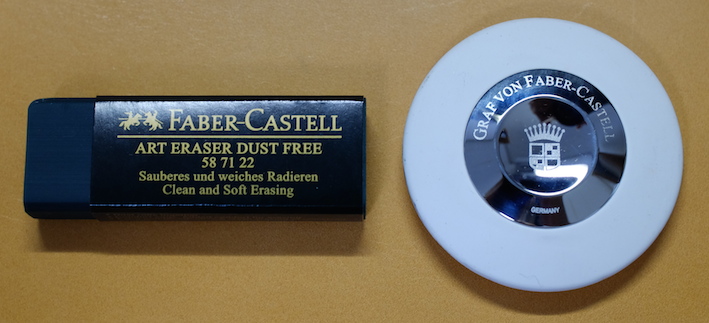 FABER-CASTELL
ART ERASER DUST FREE
58 71 22
Sauberes und weiches Radieren
Clean and Soft Erasing
GRAF VON FABER-CASTELL
GERMANY